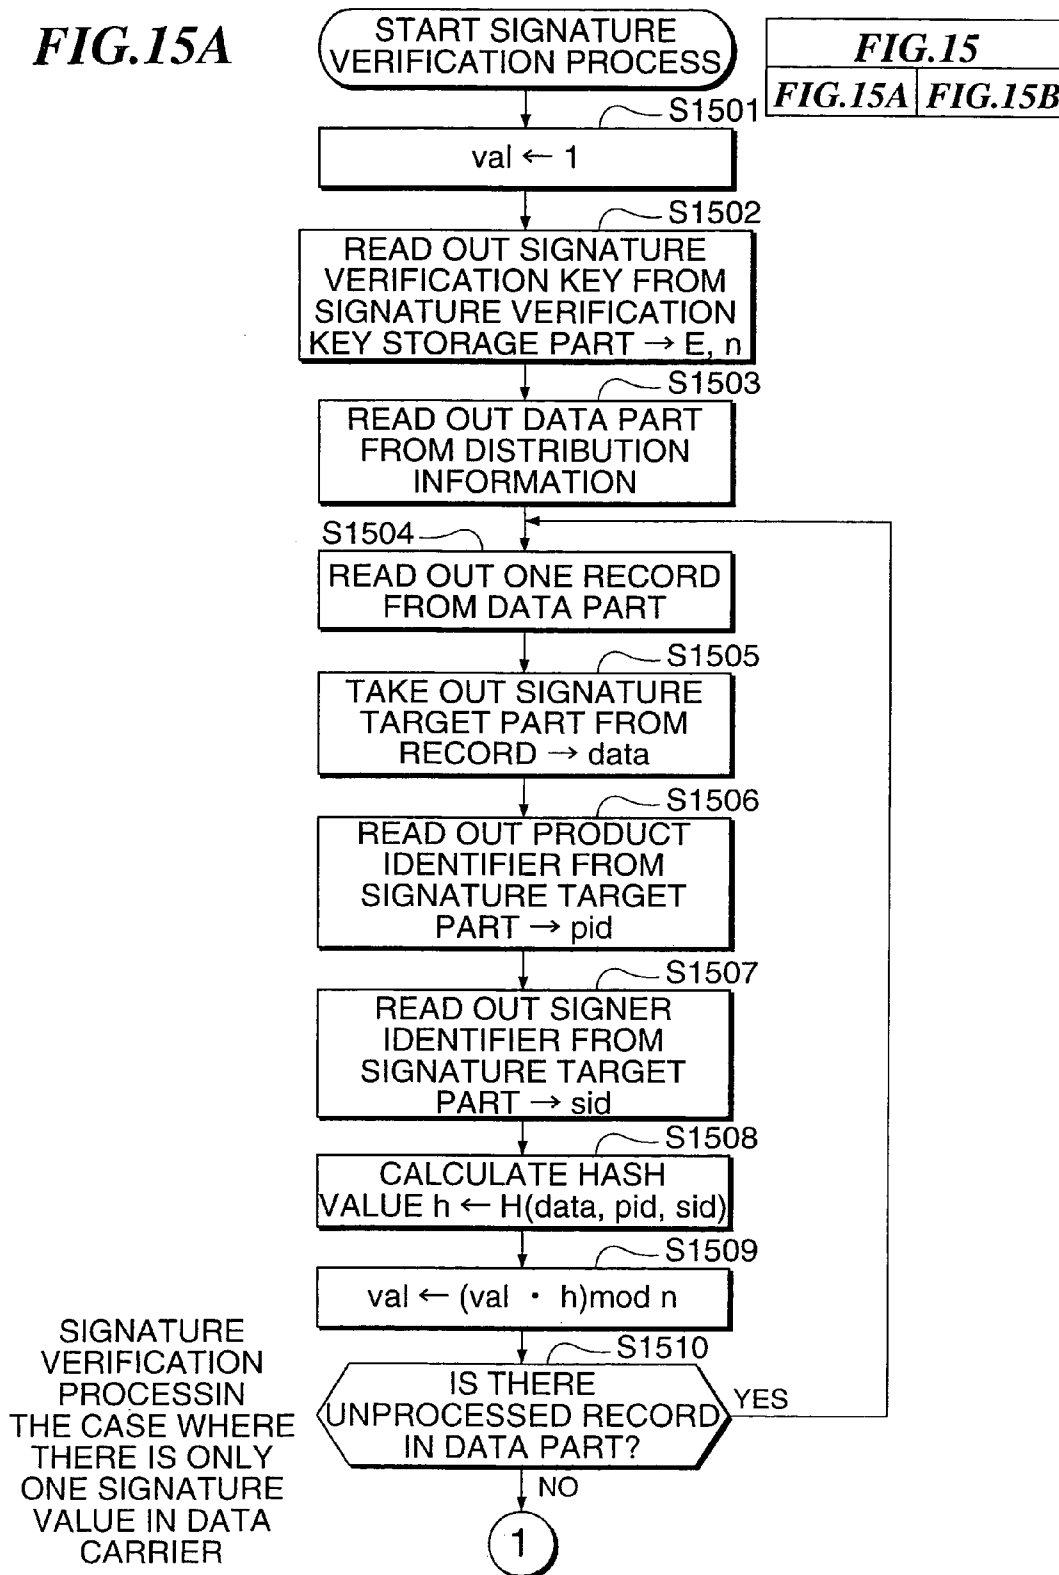 FIG.15A
START SIGNATURE
VERIFICATION PROCESS
FIG.15
FIG.15A FIG.15B
S1501
val ← 1
S1502
READ OUT SIGNATURE
VERIFICATION KEY FROM
SIGNATURE VERIFICATION
KEY STORAGE PART → E, n
S1503
READ OUT DATA PART
FROM DISTRIBUTION
INFORMATION
S1504
READ OUT ONE RECORD
FROM DATA PART
S1505
TAKE OUT SIGNATURE
TARGET PART FROM
RECORD → data
S1506
READ OUT PRODUCT
IDENTIFIER FROM
SIGNATURE TARGET
PART → pid
S1507
READ OUT SIGNER
IDENTIFIER FROM
SIGNATURE TARGET
PART → sid
S1508
CALCULATE HASH
VALUE h ← H(data, pid, sid)
S1509
val ← (val · h)mod n
S1510
IS THERE
UNPROCESSED RECORD
IN DATA PART?
YES
NO
1
SIGNATURE
VERIFICATION
PROCESSIN
THE CASE WHERE
THERE IS ONLY
ONE SIGNATURE
VALUE IN DATA
CARRIER